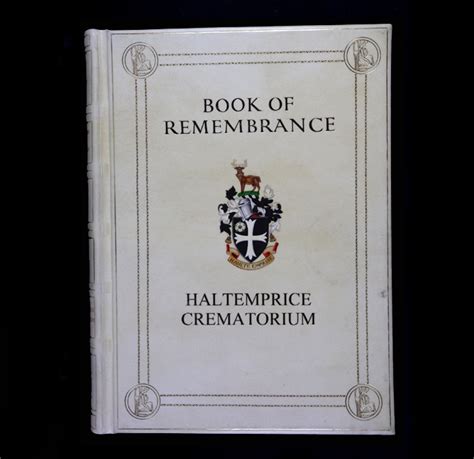 BOOK OF
REMEMBRANCE
HALTEMPRICE
CREMATORIUM